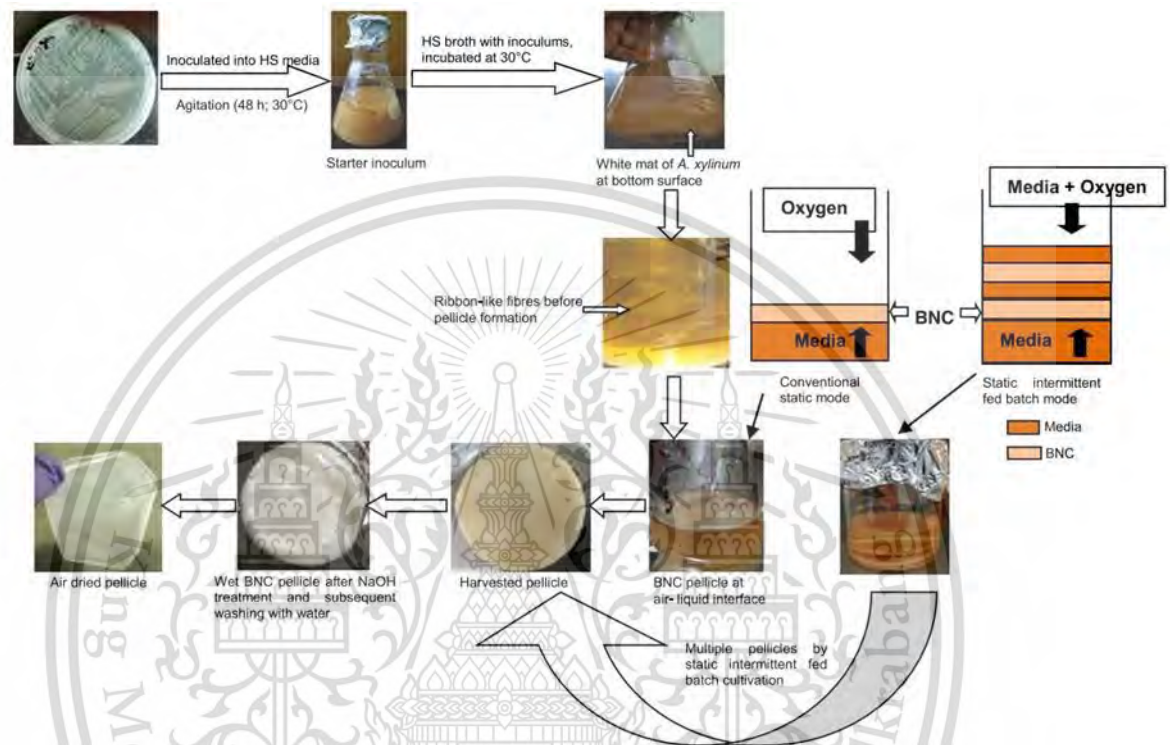 Inoculated into HS media
Agitation (48 h; 30°C)
HS broth with inoculums,
incubated at 30°C
Starter inoculum
White mat of A. xylinum
at bottom surface
Oxygen
Media
Media + Oxygen
Media
BNC
Ribbon-like fibres before
pellicle formation
Conventional
static mode
Static intermittent
fed batch mode
Media
BNC
Air dried pellicle
Wet BNC pellicle after NaOH
treatment and subsequent
washing with water
Harvested pellicle
BNC pellicle at
air-liquid interface
Multiple pellicles by
static intermittent fed
batch cultivation